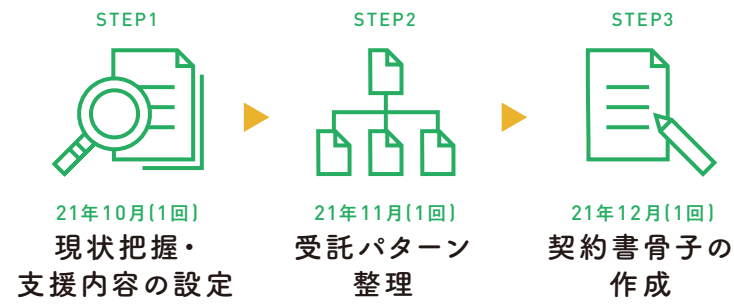 STEP1
21年10月(1回)
現状把握・
支援内容の設定
STEP2
21年11月(1回)
受託パターン
整理
STEP3
21年12月(1回)
契約書骨子の
作成